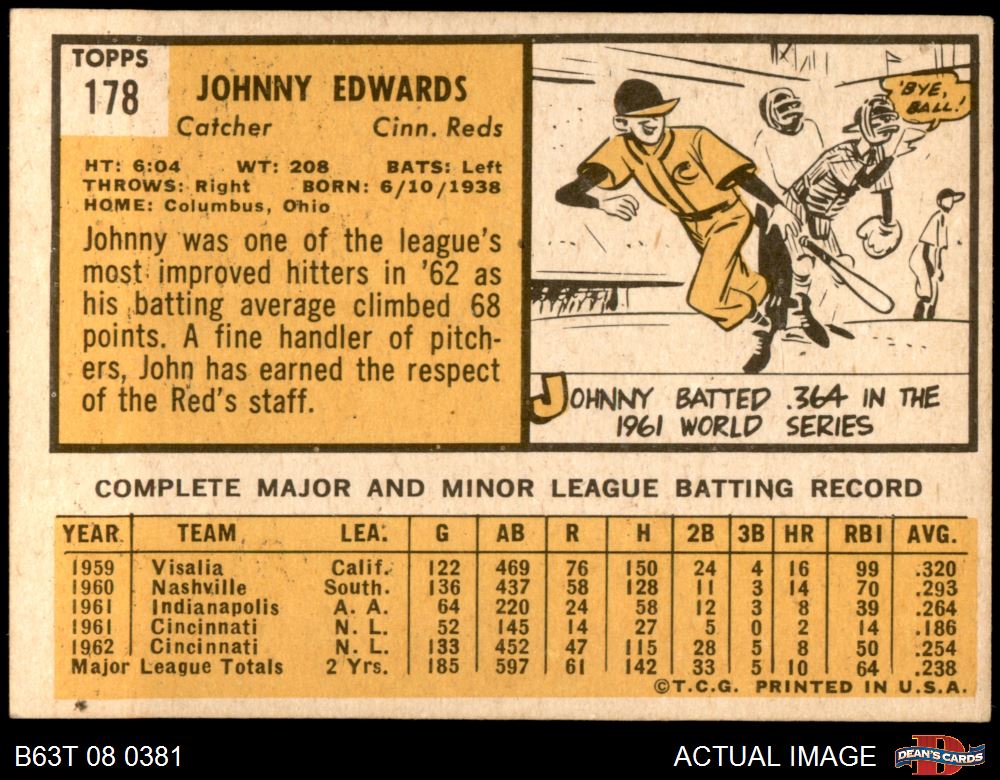 TOPPS
178
JOHNNY EDWARDS
Catcher Cinn. Reds
HT: 6:04 WT: 208 BATS: Left
THROWS: Right BORN: 6/10/1938
HOME: Columbus, Ohio
Johnny was one of the league's
most improved hitters in '62 as
his batting average climbed 68
points. A fine handler of pitch-
ers, John has earned the respect
of the Red's staff.
'BYE,
BALL!
C
JOHNNY BATTED .364 IN THE
1961 WORLD SERIES
COMPLETE MAJOR AND MINOR LEAGUE BATTING RECORD
YEAR TEAM LEA. G AB R H 2B 3B HR RBI AVG.
1959 Visalia Calif. 122 469 76 150 24 4 16 99 .320
1960 Nashville South. 136 437 58 128 11 3 14 70 .293
1961 Indianapolis A. A. 64 220 24 58 12 3 8 39 .264
1961 Cincinnati N. L. 52 145 14 27 5 0 2 14 .186
1962 Cincinnati N. L. 133 452 47 115 28 5 8 50 .254
Major League Totals 2 Yrs. 185 597 61 142 33 5 10 64 .238
©T.C.G. PRINTED IN U.S.A.
B63T 08 0381
ACTUAL IMAGE
D
DEAN'S CARDS